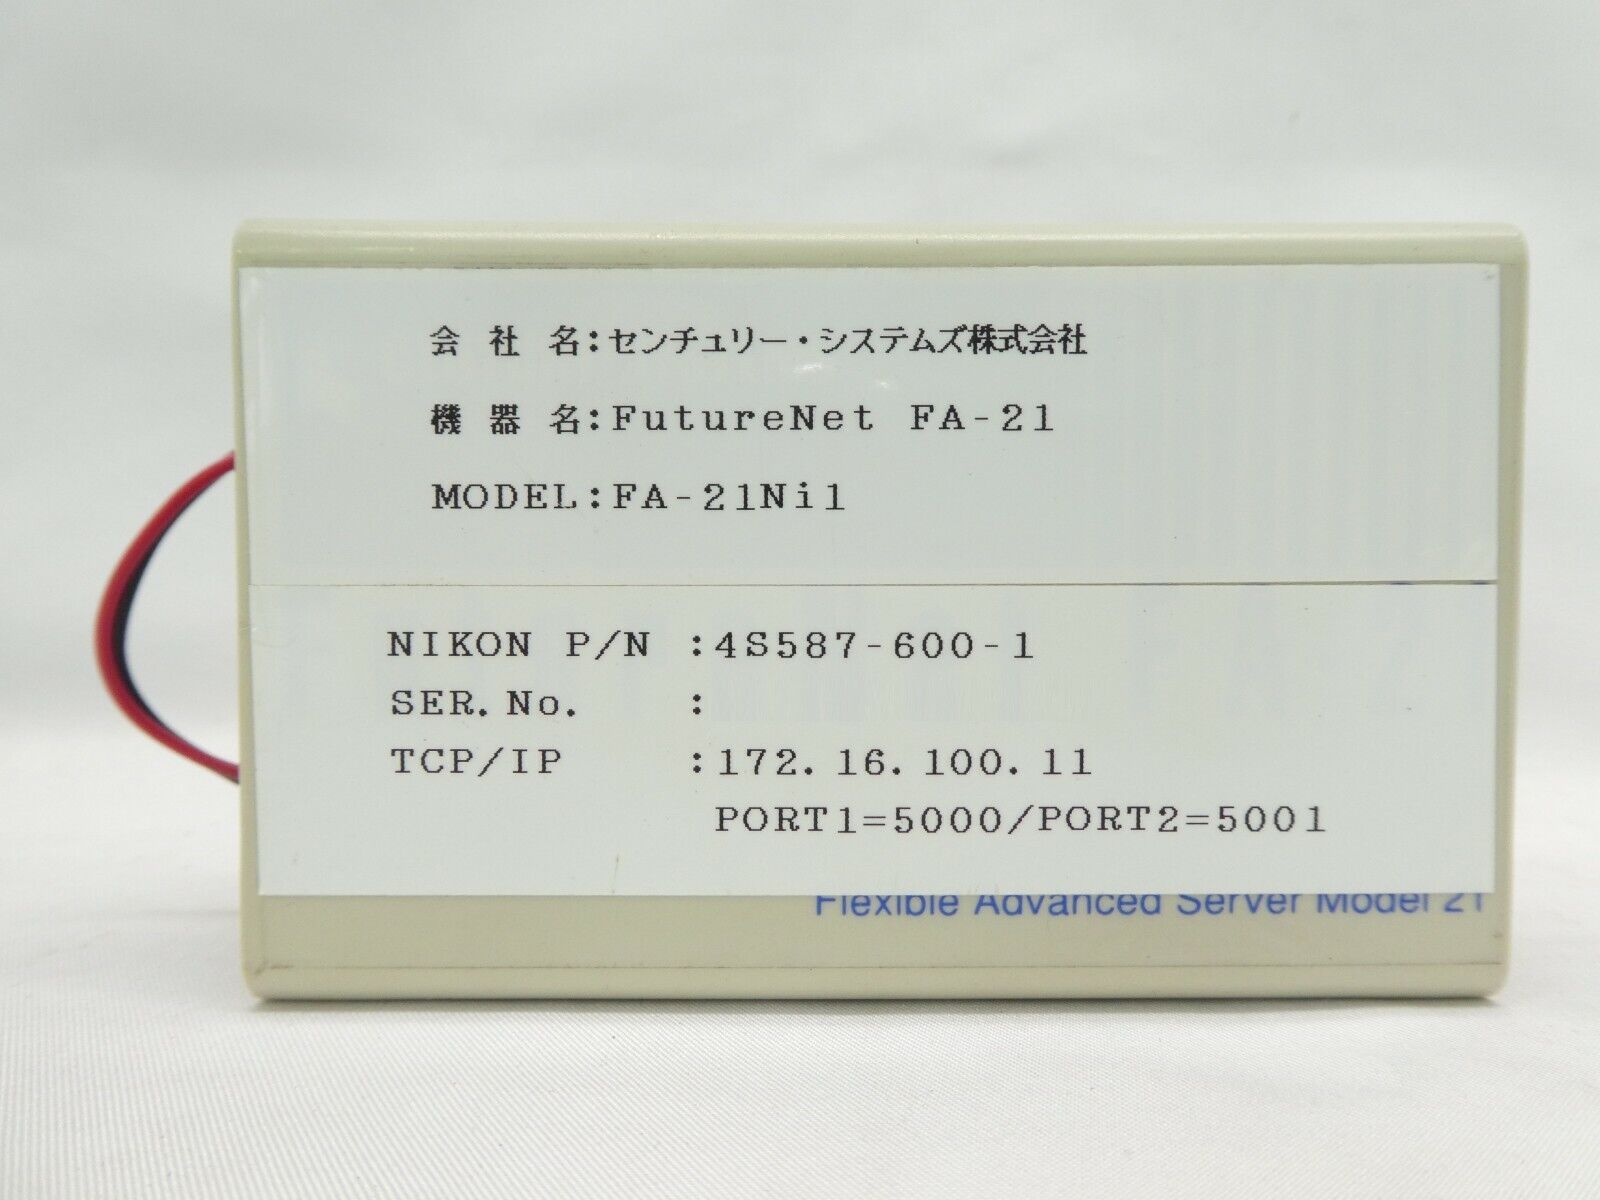 会 社 名:センチュリー・システムズ株式会社
機 器 名:FutureNet FA-21
MODEL:FA-21Ni1
NIKON P/N :4S587-600-1
SER.No. :
TCP/IP :172.16.100.11
PORT1=5000/PORT2=5001
Flexible Advanced Server Model 21